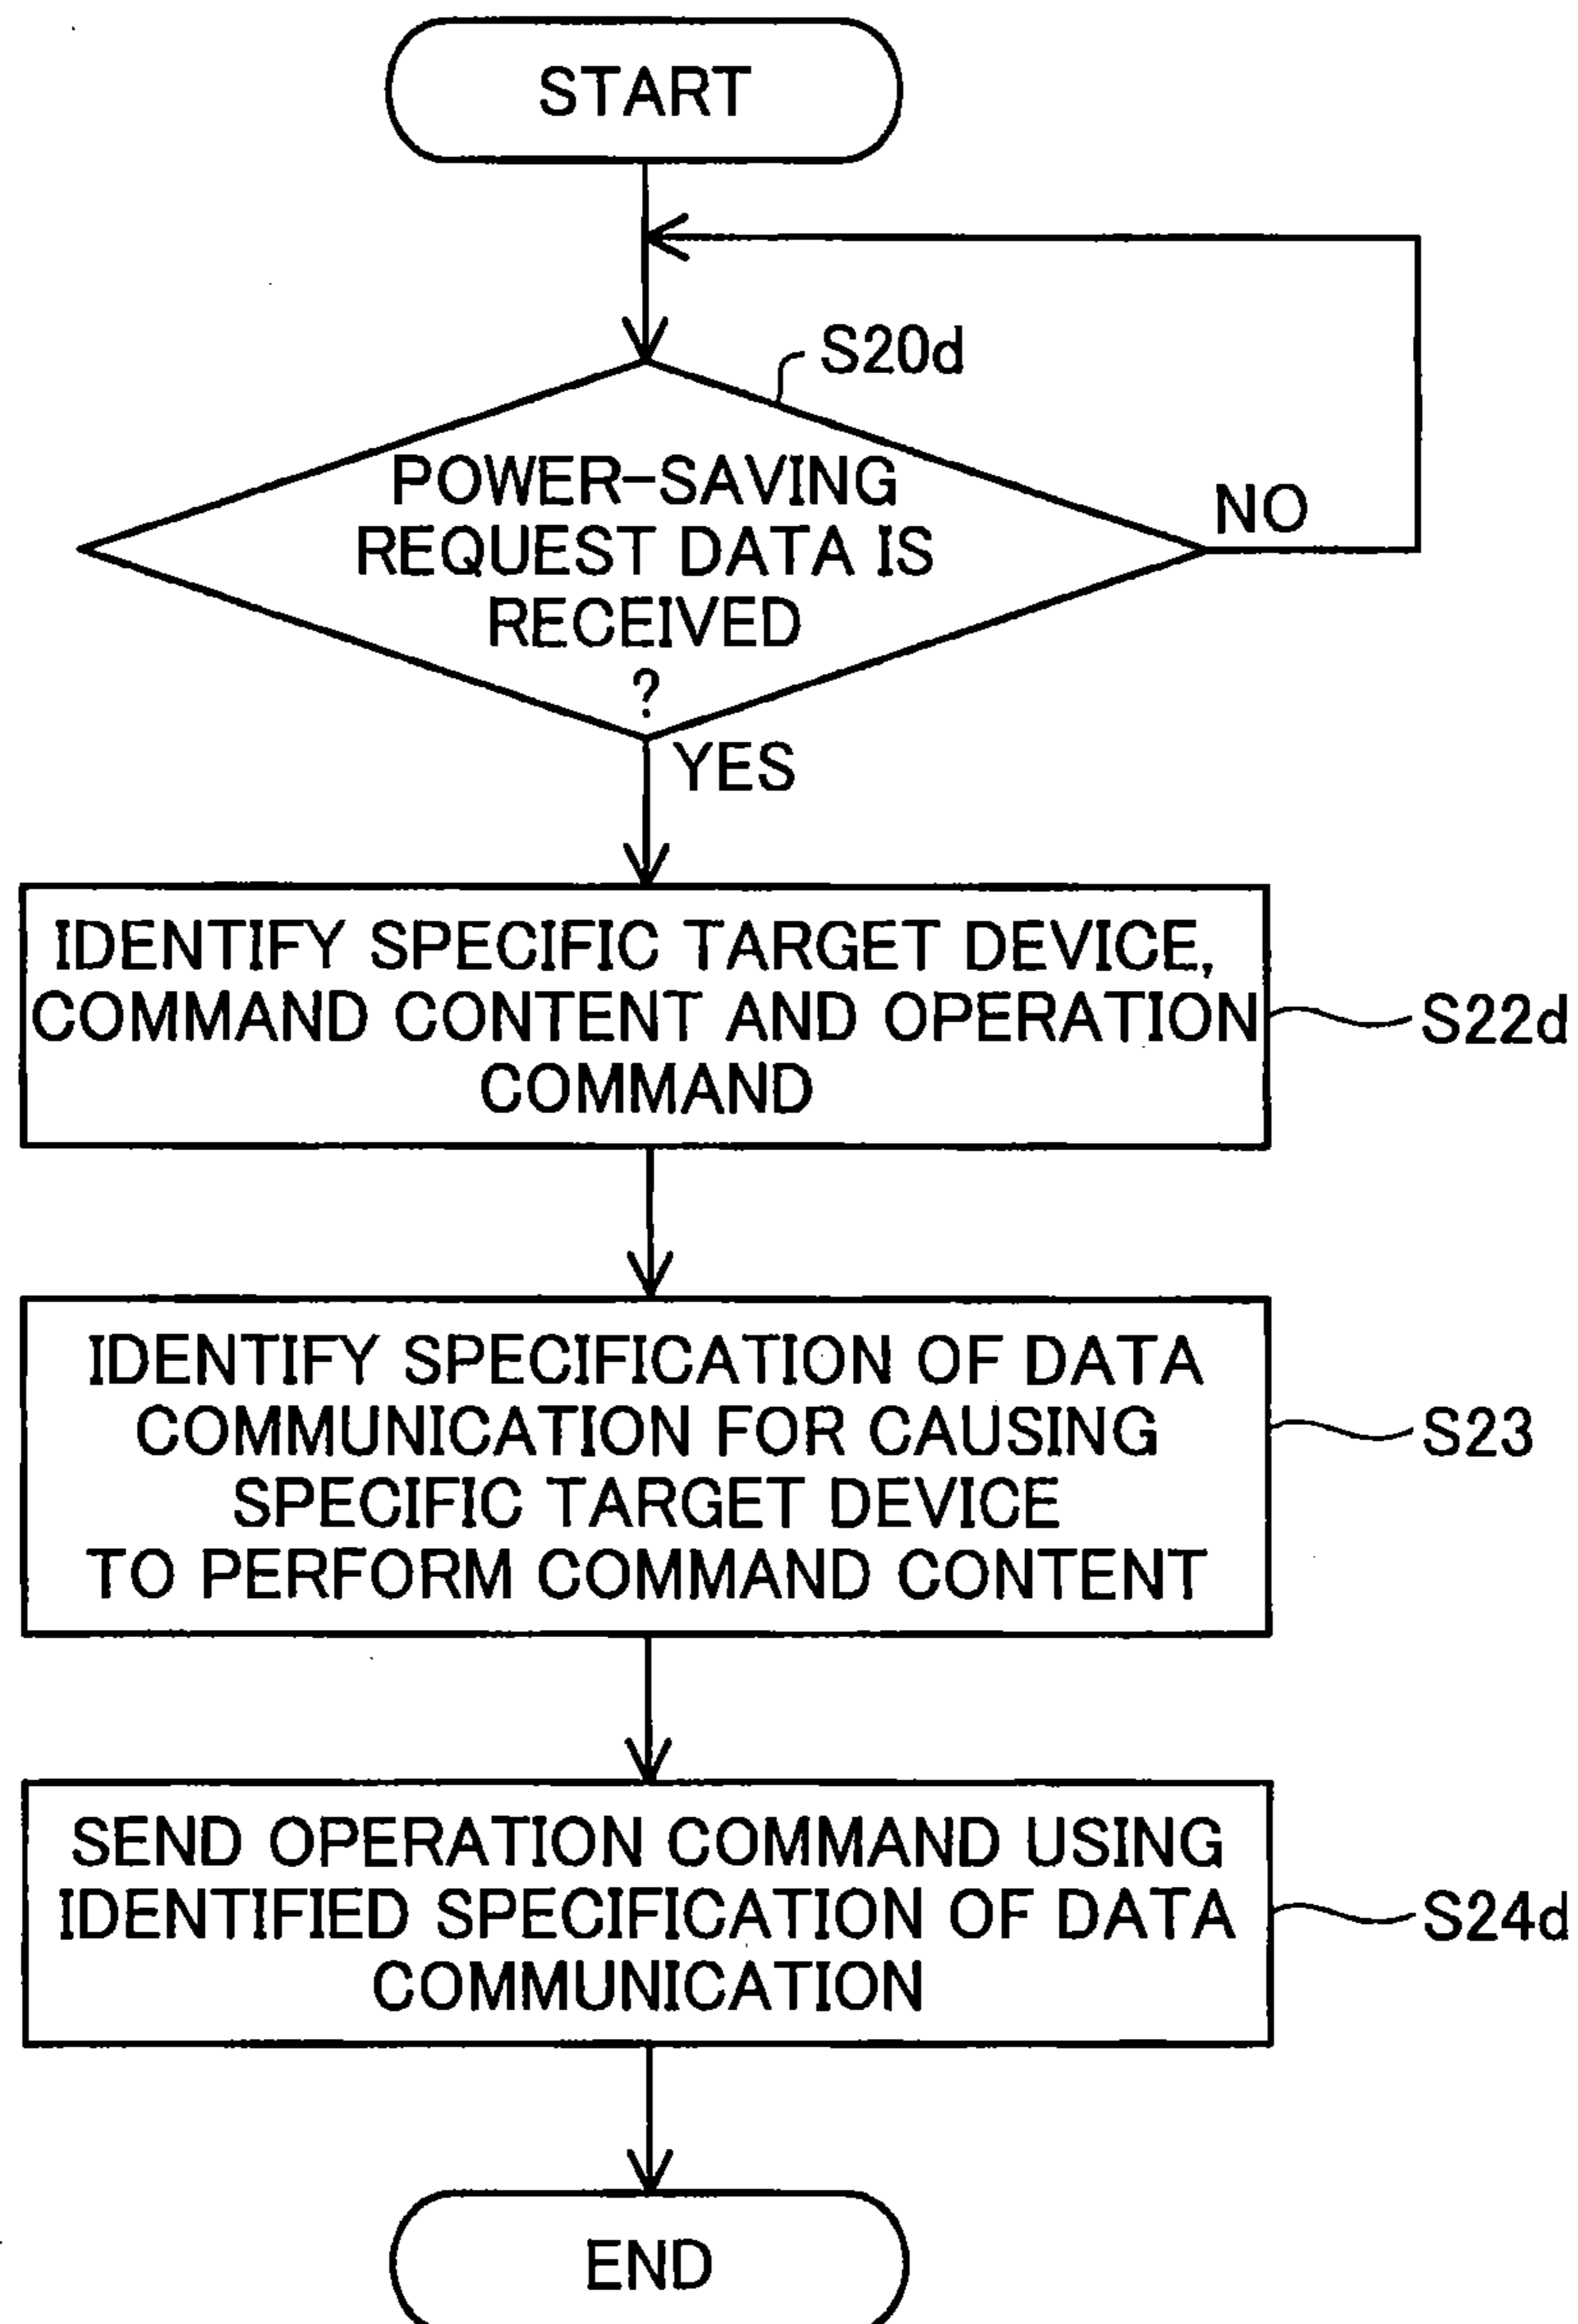 START
S20d
POWER-SAVING
REQUEST DATA IS
RECEIVED
?
NO
YES
IDENTIFY SPECIFIC TARGET DEVICE,
COMMAND CONTENT AND OPERATION
COMMAND
S22d
IDENTIFY SPECIFICATION OF DATA
COMMUNICATION FOR CAUSING
SPECIFIC TARGET DEVICE
TO PERFORM COMMAND CONTENT
S23
SEND OPERATION COMMAND USING
IDENTIFIED SPECIFICATION OF DATA
COMMUNICATION
S24d
END